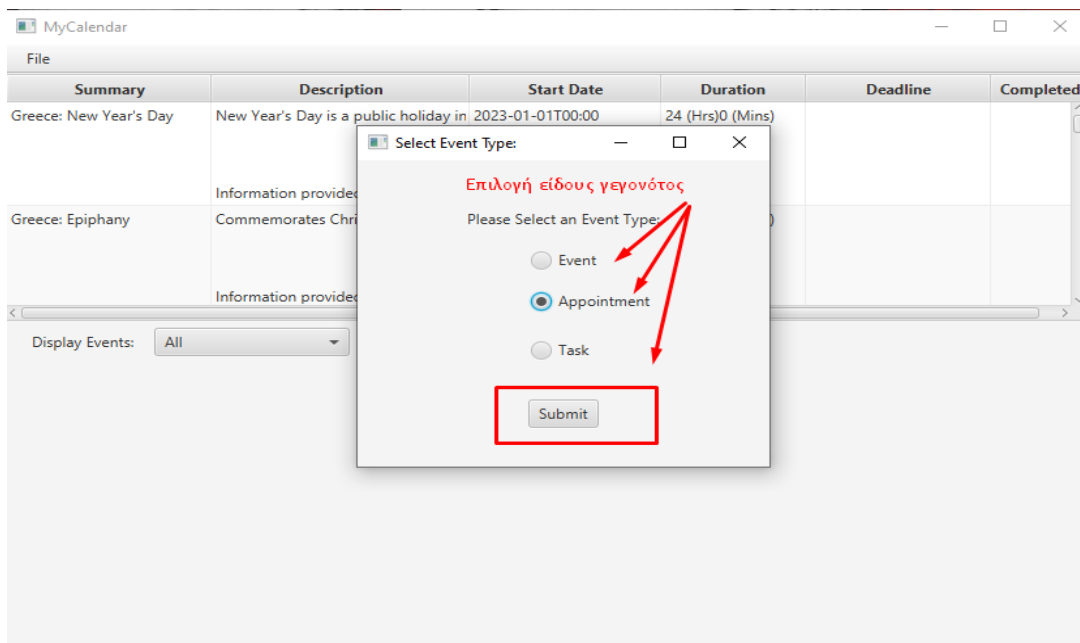 MyCalendar
File
Summary Description Start Date Duration Deadline Completed
Greece: New Year's Day New Year's Day is a public holiday in 2023-01-01T00:00 24 (Hrs)0 (Mins)
Select Event Type:
Επιλογή είδους γεγονότος
Information provided
Greece: Epiphany Commemorates Chri
Please Select an Event Type:
)
Event
Information provided
Appointment
Display Events: All
Task
Submit